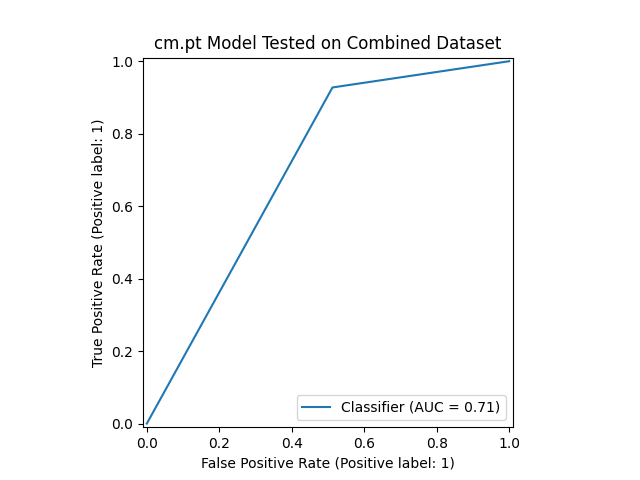 cm.pt Model Tested on Combined Dataset
1.0
0.8
0.6
0.4
0.2
0.0
True Positive Rate (Positive label: 1)
Classifier (AUC = 0.71)
0.0 0.2 0.4 0.6 0.8 1.0
False Positive Rate (Positive label: 1)